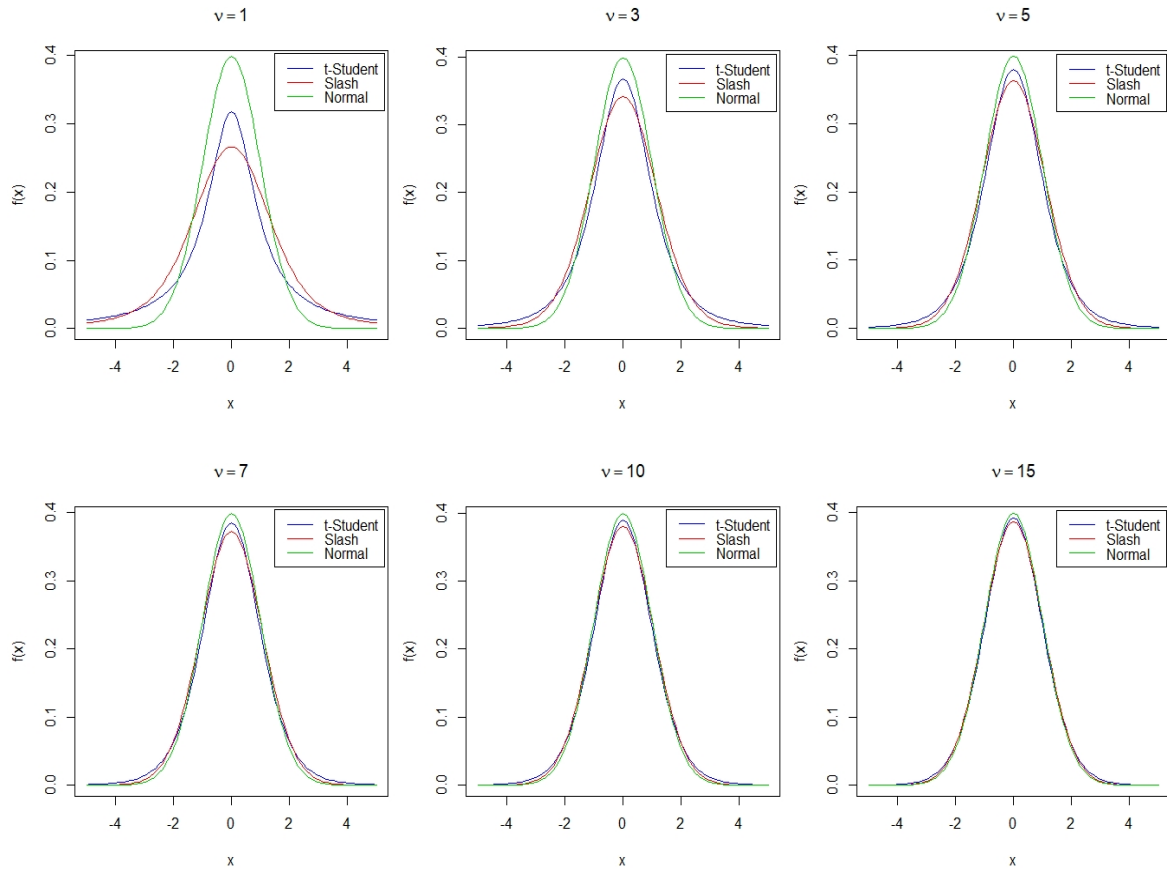 ν = 1
t-Student
Slash
Normal
f(x)
0.0 0.1 0.2 0.3 0.4
-4 -2 0 2 4
x
ν = 3
t-Student
Slash
Normal
f(x)
0.0 0.1 0.2 0.3 0.4
-4 -2 0 2 4
x
ν = 5
t-Student
Slash
Normal
f(x)
0.0 0.1 0.2 0.3 0.4
-4 -2 0 2 4
x
ν = 7
t-Student
Slash
Normal
f(x)
0.0 0.1 0.2 0.3 0.4
-4 -2 0 2 4
x
ν = 10
t-Student
Slash
Normal
f(x)
0.0 0.1 0.2 0.3 0.4
-4 -2 0 2 4
x
ν = 15
t-Student
Slash
Normal
f(x)
0.0 0.1 0.2 0.3 0.4
-4 -2 0 2 4
x